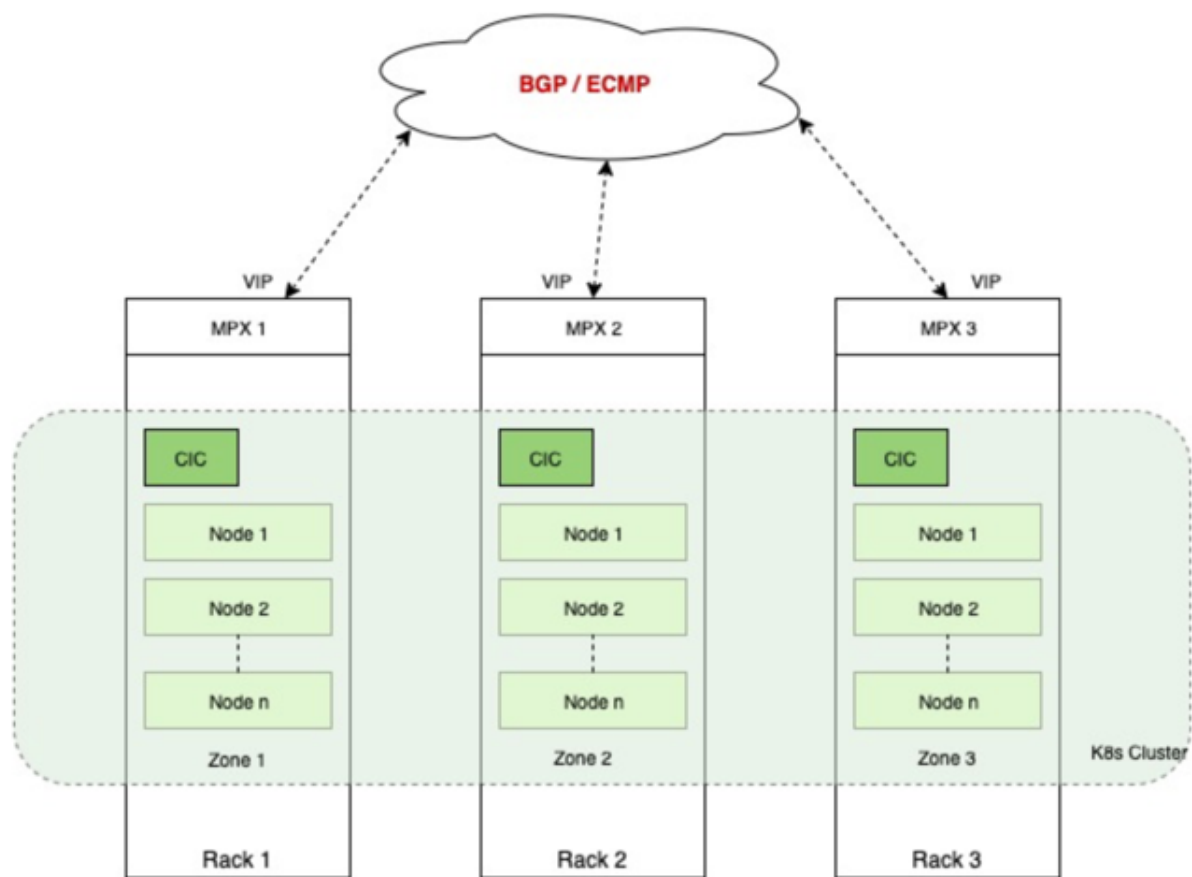 BGP / ECMP
VIP VIP VIP
MPX 1 MPX 2 MPX 3
CIC CIC CIC
Node 1 Node 1 Node 1
Node 2 Node 2 Node 2
Node n Node n Node n
Zone 1 Zone 2 Zone 3 K8s Cluster
Rack 1 Rack 2 Rack 3